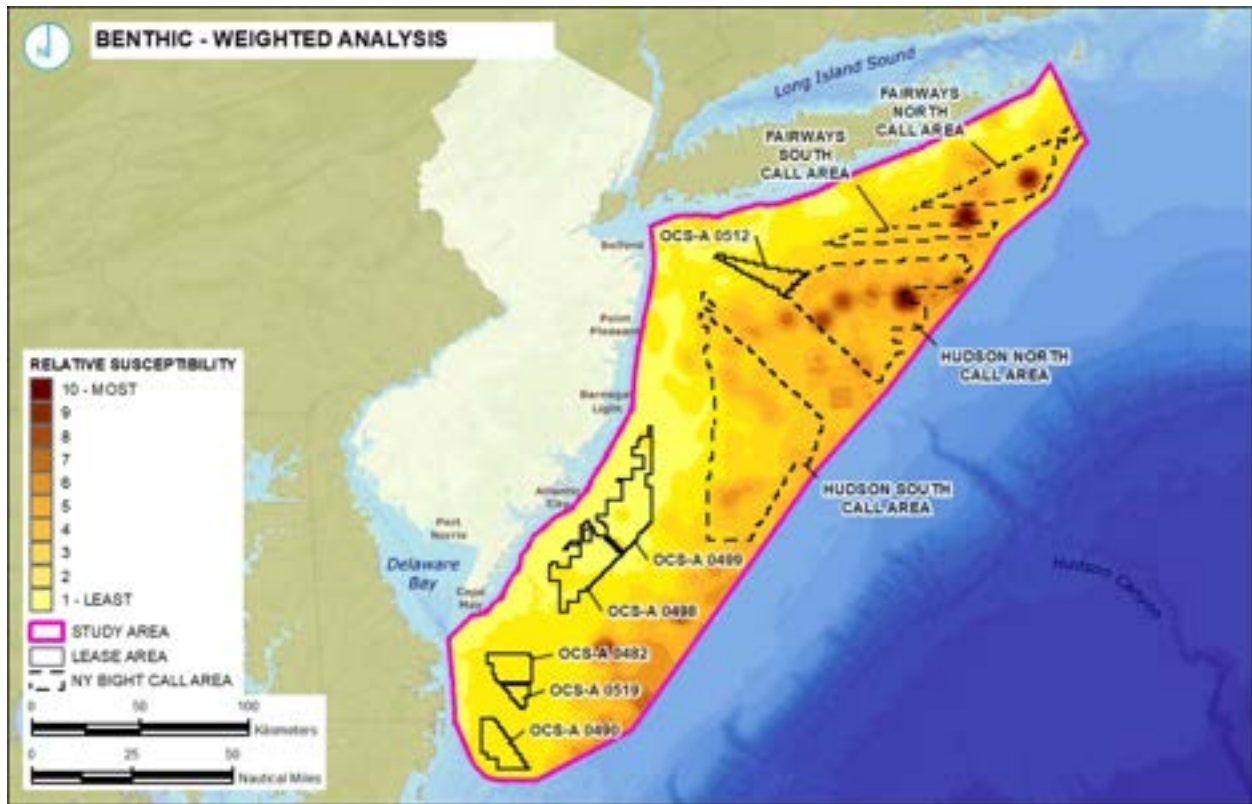 BENTHIC - WEIGHTED ANALYSIS
Long Island Sound
FAIRWAYS
NORTH
CALL AREA
FAIRWAYS
SOUTH
CALL AREA
OCS-A 0512
Belford
Point
Pleasant
HUDSON NORTH
CALL AREA
RELATIVE SUSCEPTIBILITY
10 - MOST
9
8
7
6
5
4
3
2
1 - LEAST
STUDY AREA
LEASE AREA
NY BIGHT CALL AREA
Barnegat
Light
Atlantic
City
HUDSON SOUTH
CALL AREA
Port
Norris
Delaware
Bay
Cape
May
OCS-A 0499
OCS-A 0498
Hudson Canyon
OCS-A 0482
OCS-A 0519
OCS-A 0490
0 50 100
Kilometers
0 25 50
Nautical Miles